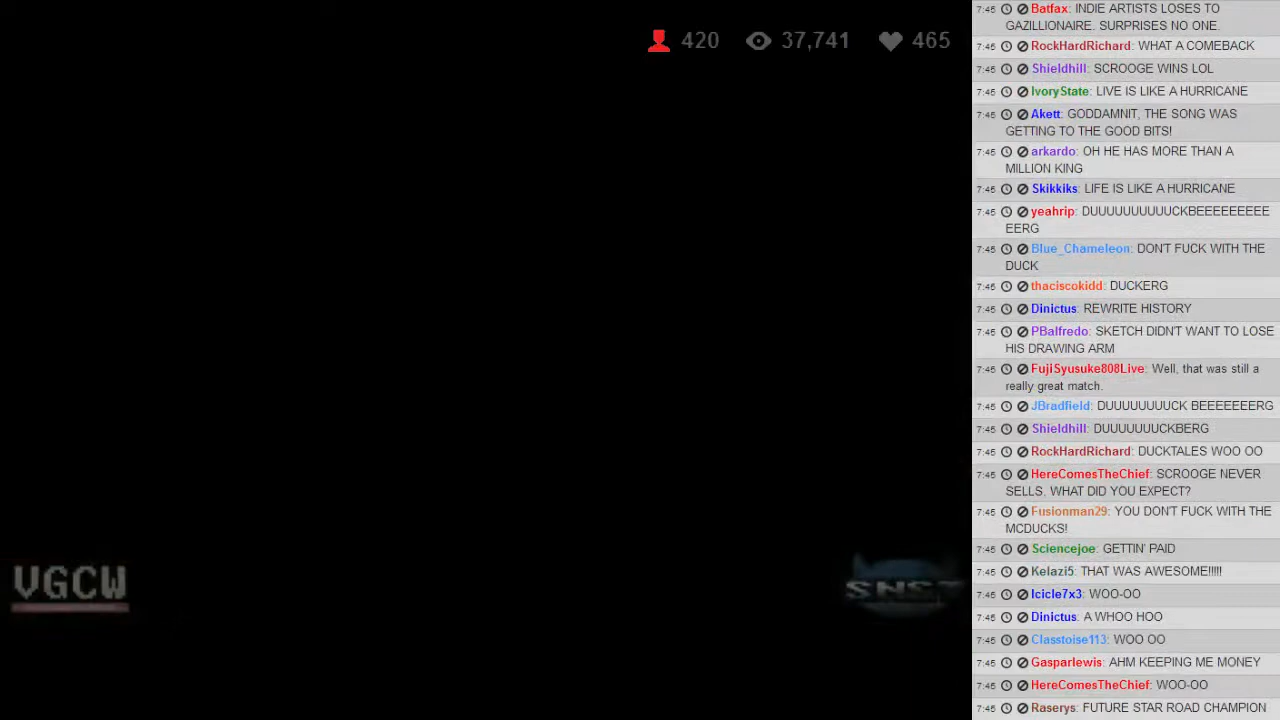 420 37,741 465
VGCW
7:45 Batfax: INDIE ARTISTS LOSES TO
GAZILLIONAIRE. SURPRISES NO ONE.
7:45 RockHardRichard: WHAT A COMEBACK
7:45 Shieldhill: SCROOGE WINS LOL
7:45 IvoryState: LIVE IS LIKE A HURRICANE
7:45 Akett: GODDAMNIT, THE SONG WAS
GETTING TO THE GOOD BITS!
7:45 arkardo: OH HE HAS MORE THAN A
MILLION KING
7:45 Skikkiks: LIFE IS LIKE A HURRICANE
7:45 yeahrip: DUUUUUUUUUUCKBEEEEEEEEE
EERG
7:45 Blue_Chameleon: DON'T FUCK WITH THE
DUCK
7:45 thaciscokidd: DUCKERG
7:45 Dinictus: REWRITE HISTORY
7:45 PBalfredo: SKETCH DIDN'T WANT TO LOSE
HIS DRAWING ARM
7:45 FujiSyusuke808Live: Well, that was still a
really great match.
7:45 JBradfield: DUUUUUUUUCK BEEEEEEERG
7:45 Shieldhill: DUUUUUUUCKBERG
7:45 RockHardRichard: DUCKTALES WOO OO
7:45 HereComesTheChief: SCROOGE NEVER
SELLS. WHAT DID YOU EXPECT?
7:45 Fusionman29: YOU DON'T FUCK WITH THE
MCDUCKS!
7:45 Sciencejoe: GETTIN' PAID
7:45 Kelazi5: THAT WAS AWESOME!!!!!
7:45 Icicle7x3: WOO-OO
7:45 Dinictus: A WHOO HOO
7:45 Classtoise113: WOO OO
7:45 Gasparlewis: AHM KEEPING ME MONEY
7:45 HereComesTheChief: WOO-OO
7:45 Raserys: FUTURE STAR ROAD CHAMPION